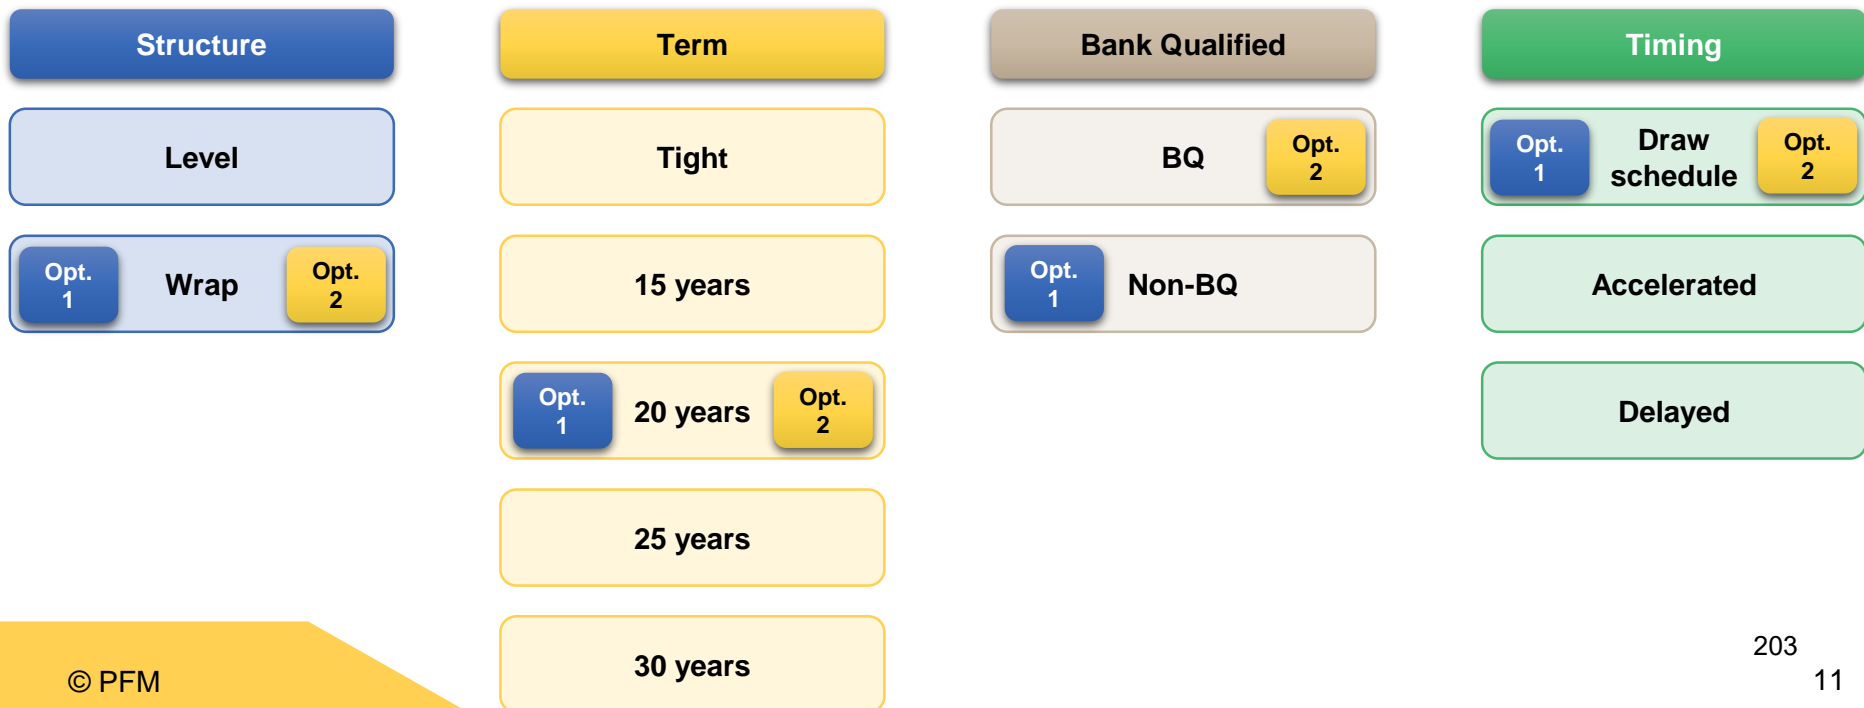 Structure
Term
Bank Qualified
Timing
Level
Tight
BQ
Opt.
2
Opt.
1
Draw
schedule
Opt.
2
Opt.
1
Wrap
Opt.
2
15 years
Opt.
1
Non-BQ
Accelerated
Opt.
1
20 years
Opt.
2
Delayed
25 years
30 years
© PFM
203
11